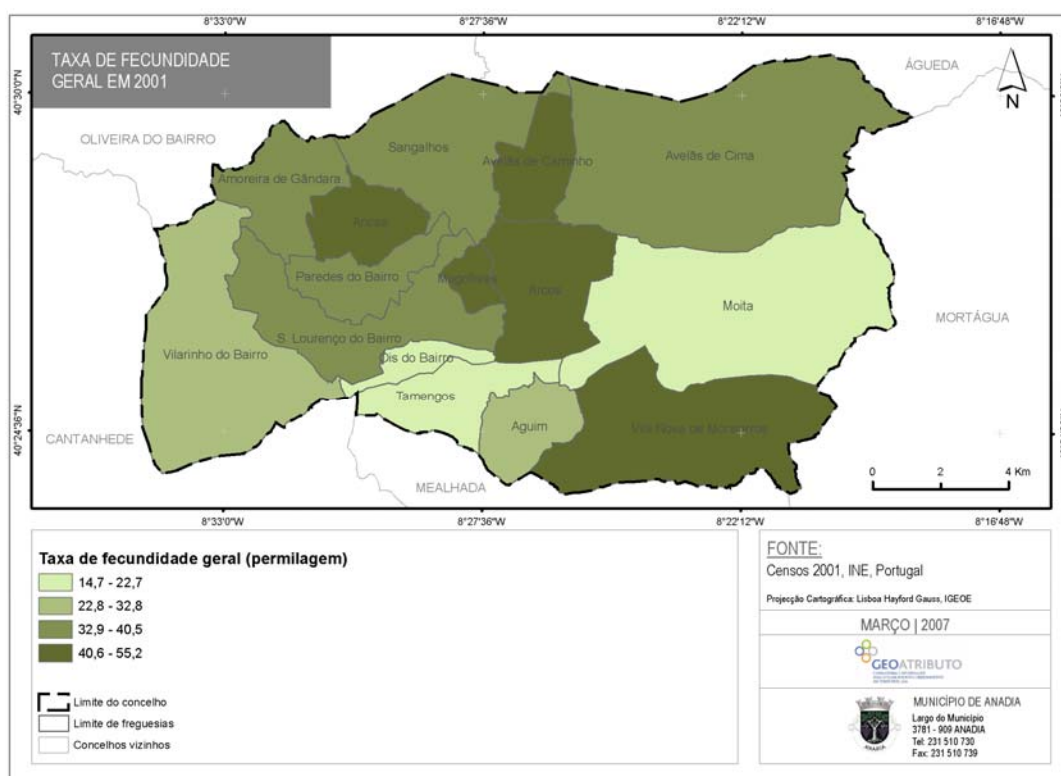 8°33'0"W
8°27'36"W
8°22'12"W
8°16'48"W
TAXA DE FECUNDIDADE
GERAL EM 2001
ÁGUEDA
N
40°30'0"N
OLIVEIRA DO BAIRRO
Sangalhos
Avelãs de Caminho
Avelãs de Cima
Amoreira de Gândara
Ancas
Paredes do Bairro
Mogofores
Arcos
Moita
MORTÁGUA
S. Lourenço do Bairro
Vilarinho do Bairro
Óis do Bairro
Tamengos
Aguim
Vila Nova de Monsarros
40°24'36"N
CANTANHEDE
MEALHADA
0 2 4 Km
8°33'0"W
8°27'36"W
8°22'12"W
8°16'48"W
Taxa de fecundidade geral (permilagem)
14,7 - 22,7
22,8 - 32,8
32,9 - 40,5
40,6 - 55,2
Limite do concelho
Limite de freguesias
Concelhos vizinhos
FONTE:
Censos 2001, INE, Portugal
Projecção Cartográfica: Lisboa Hayford Gauss, IGEOE
MARÇO | 2007
GEOATRIBUTO
MUNICÍPIO DE ANADIA
Largo do Município
3781 - 909 ANADIA
Tel: 231 510 730
Fax: 231 510 739
ANADIA